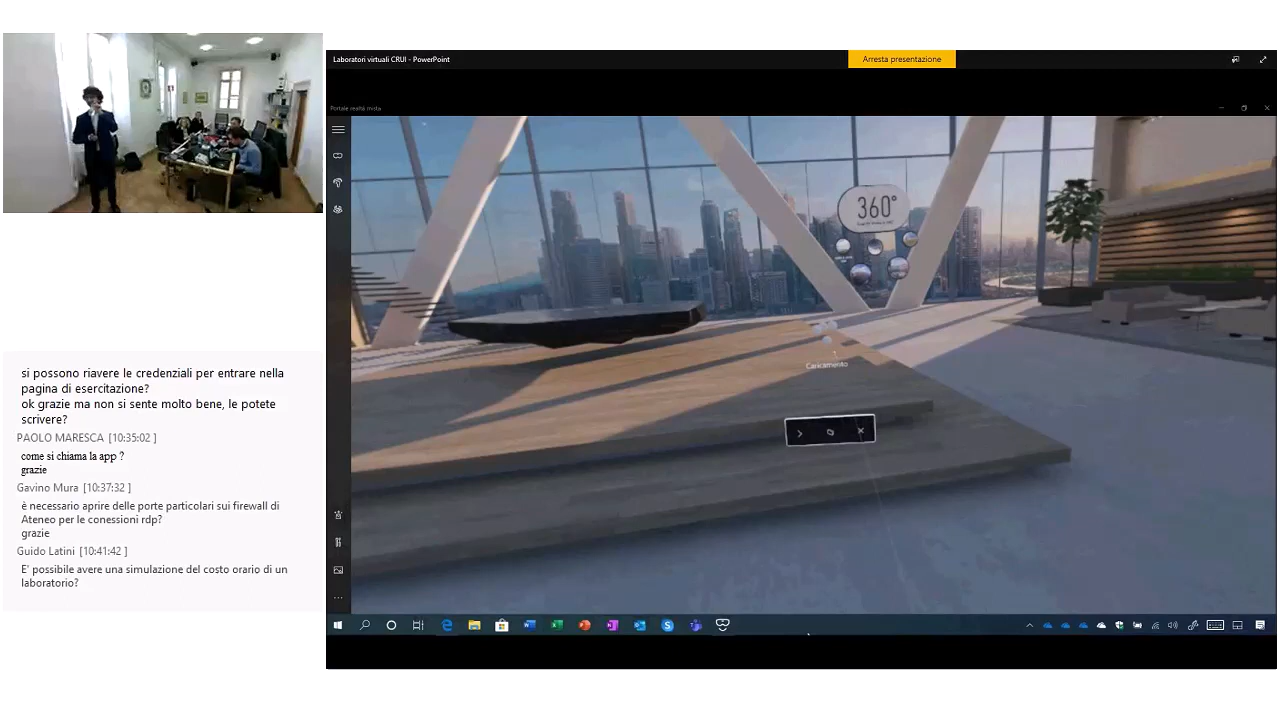 Laboratori virtuali CRUI - PowerPoint
Arresta presentazione
Portale realtà mista
360°
Caricamento
si possono riavere le credenziali per entrare nella
pagina di esercitazione?
ok grazie ma non si sente molto bene, le potete
scrivere?
PAOLO MARESCA [10:35:02 ]
come si chiama la app ?
grazie
Gavino Mura [10:37:32 ]
è necessario aprire delle porte particolari sui firewall di
Ateneo per le conessioni rdp?
grazie
Guido Latini [10:41:42 ]
E' possibile avere una simulazione del costo orario di un
laboratorio?